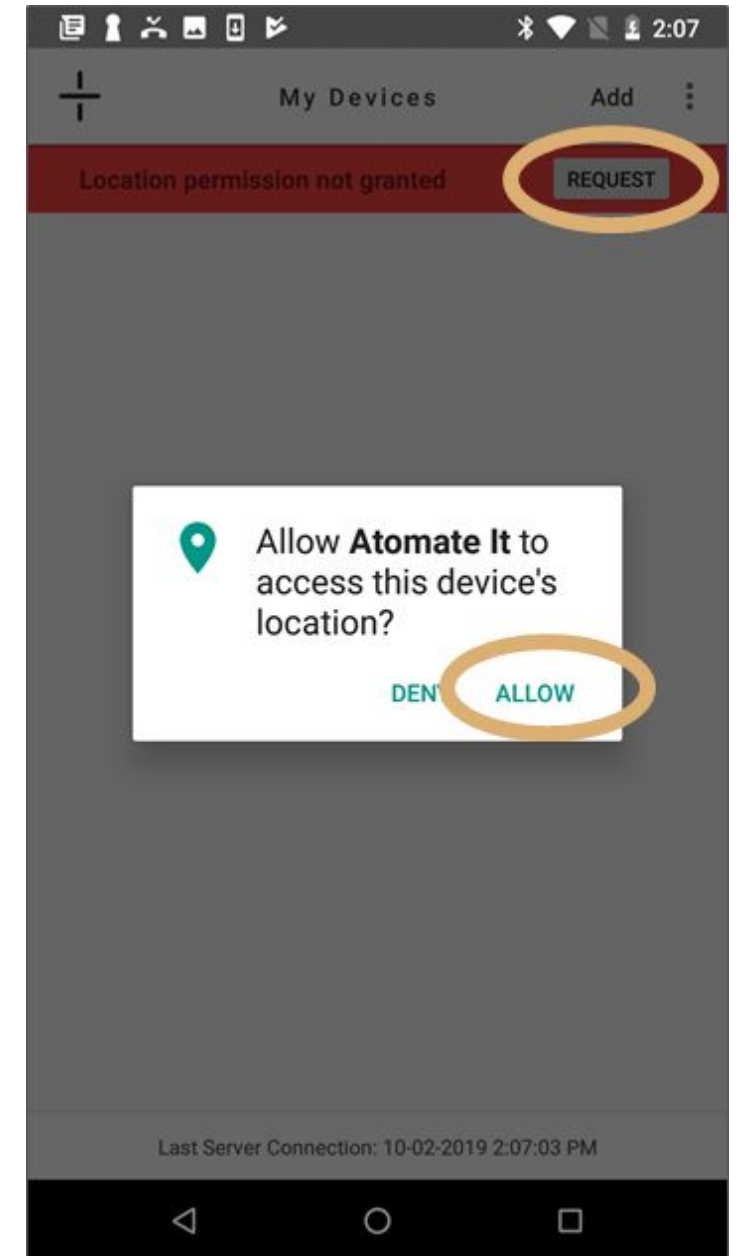 2:07
My Devices Add
Location permission not granted REQUEST
Allow Atomate It to
access this device's
location?
ALLOW
Last Server Connection: 10-02-2019 2:07:03 PM